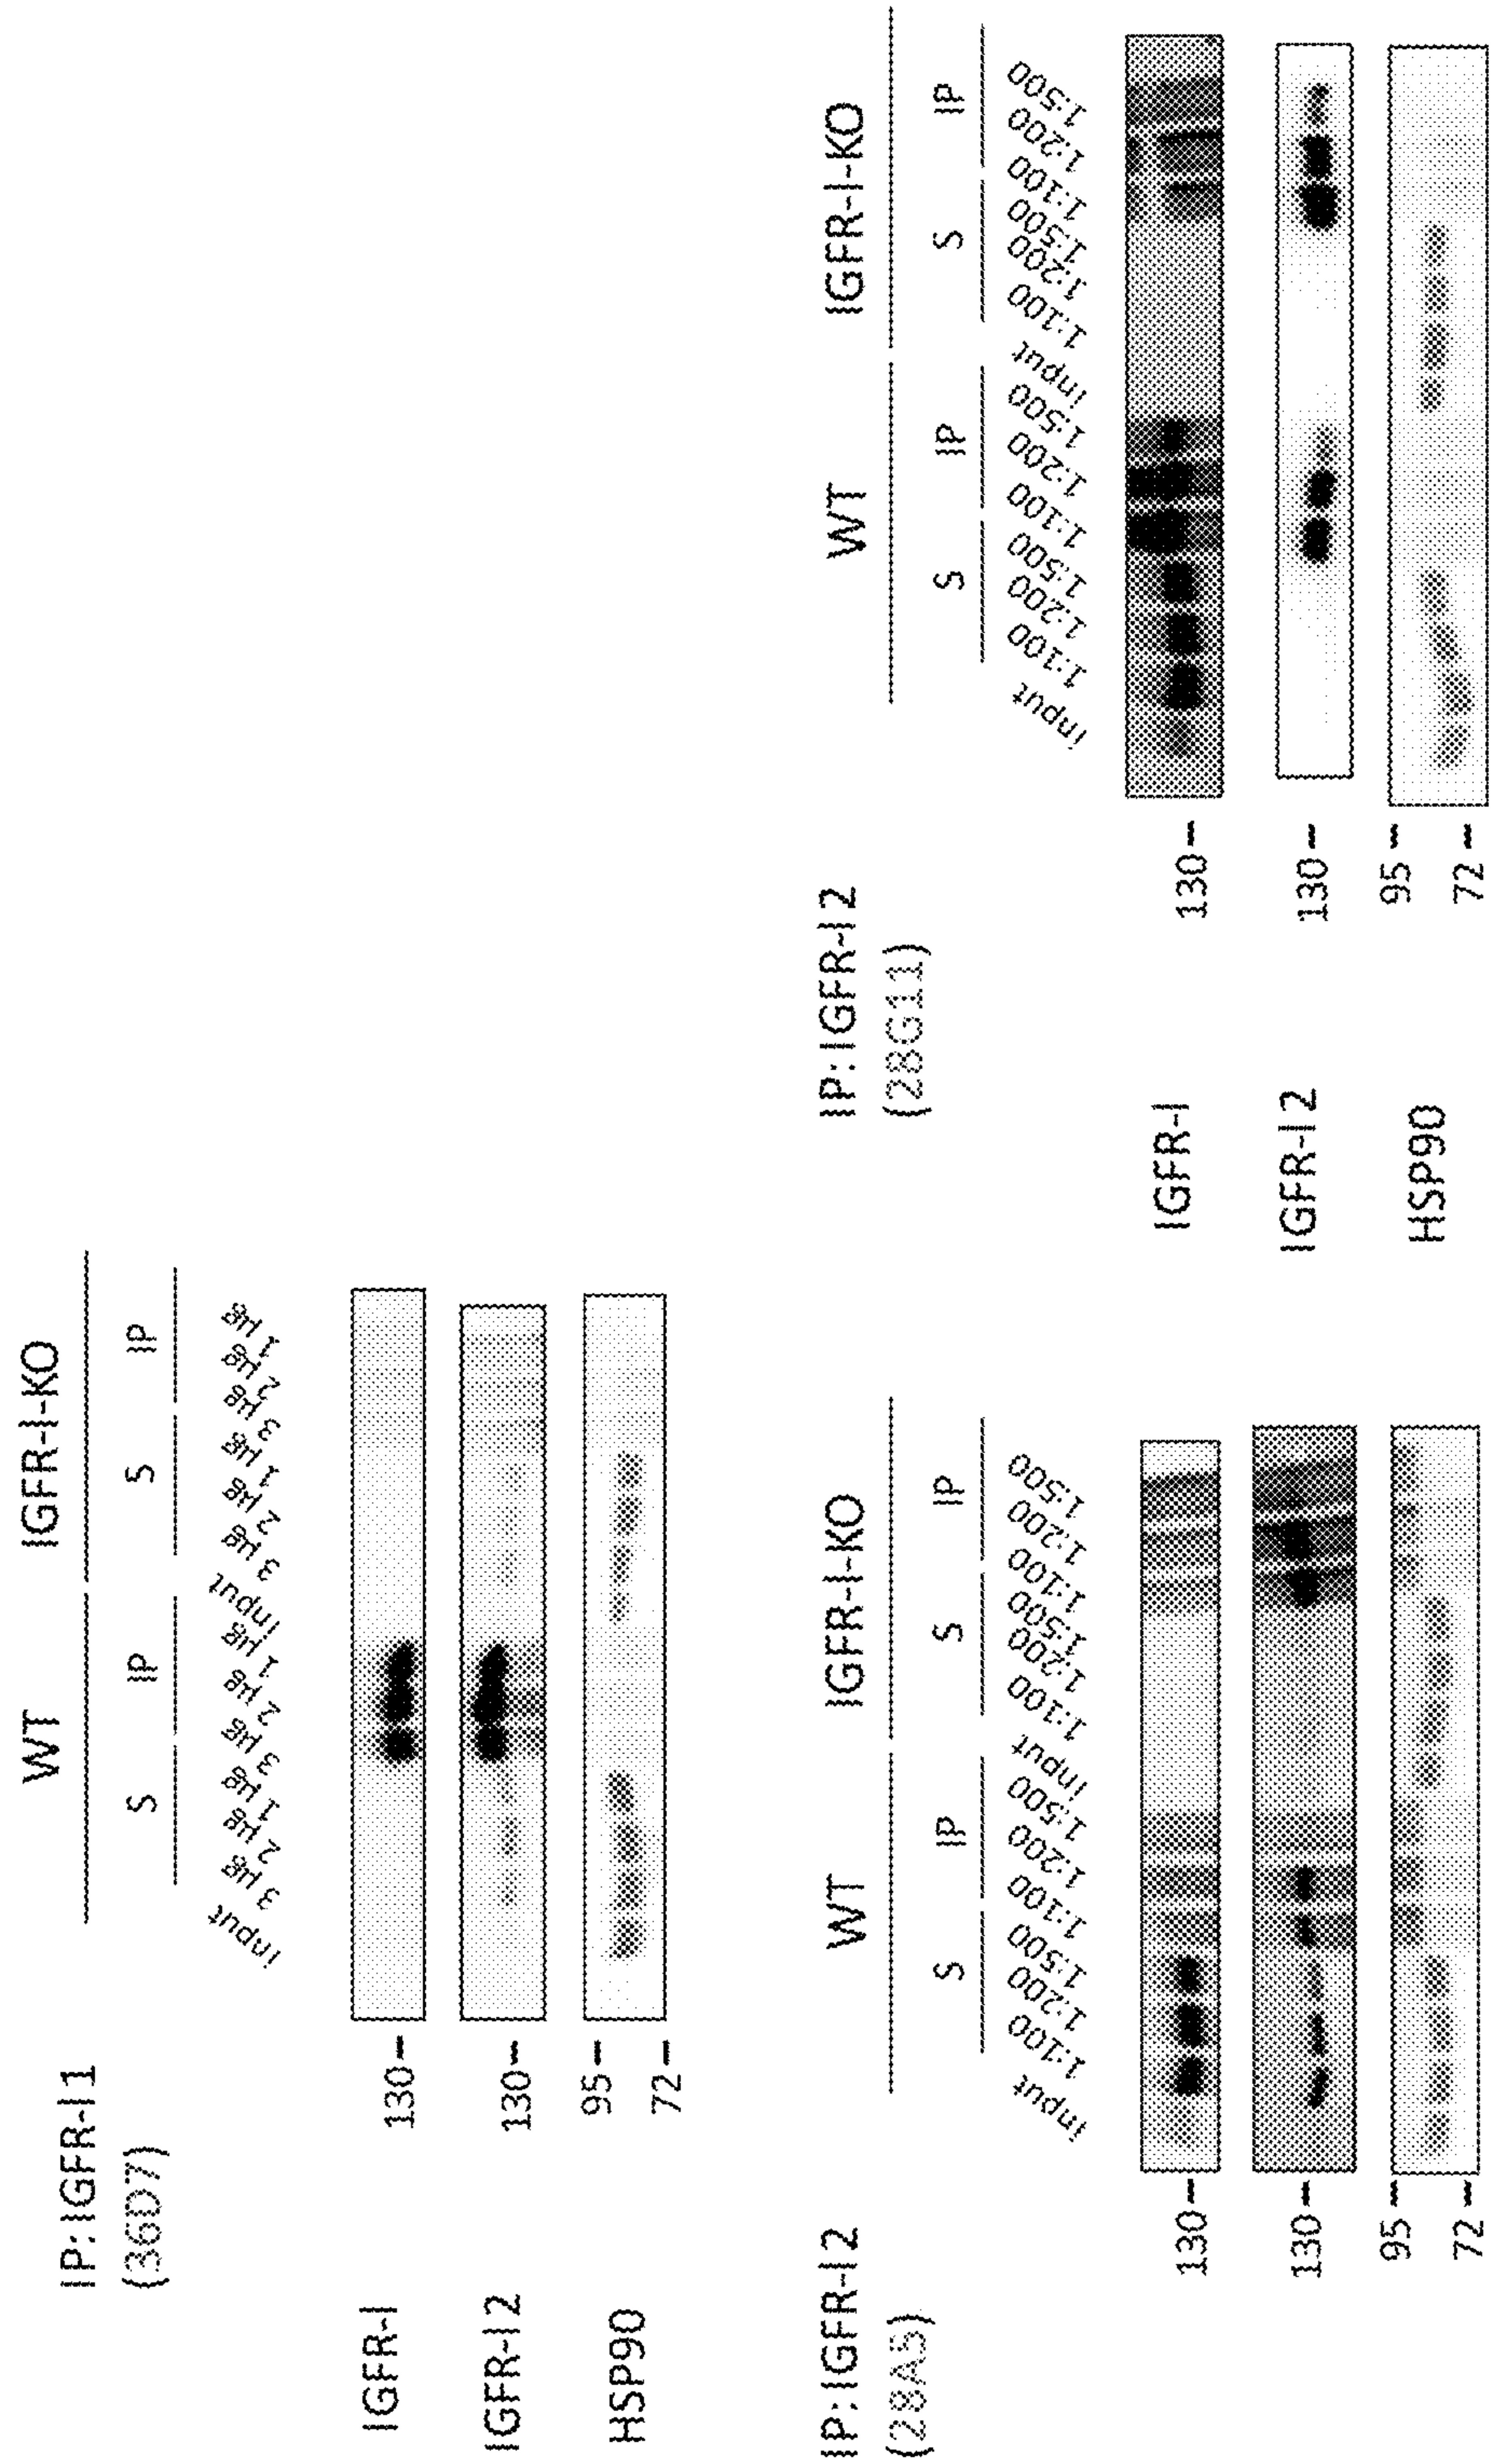 IP: IGFR-I 1
(36D7)
WT IGFR-I-KO
S IP S IP
input 3 µg 2 µg 1 µg 3 µg 2 µg 1 µg input 3 µg 2 µg 1 µg 3 µg 2 µg 1 µg
IGFR-I 130
IGFR-I 2 130
HSP90 95
72
IP: IGFR-I 2
(28A5)
WT IGFR-I-KO
S IP S IP
input 1:100 1:200 1:500 1:100 1:200 1:500 input 1:100 1:200 1:500 1:100 1:200 1:500
130
130
95
72
IP: IGFR-I 2
(28G11)
WT IGFR-I-KO
S IP S IP
input 1:100 1:200 1:500 1:100 1:200 1:500 input 1:100 1:200 1:500 1:100 1:200 1:500
IGFR-I 130
IGFR-I 2 130
HSP90 95
72